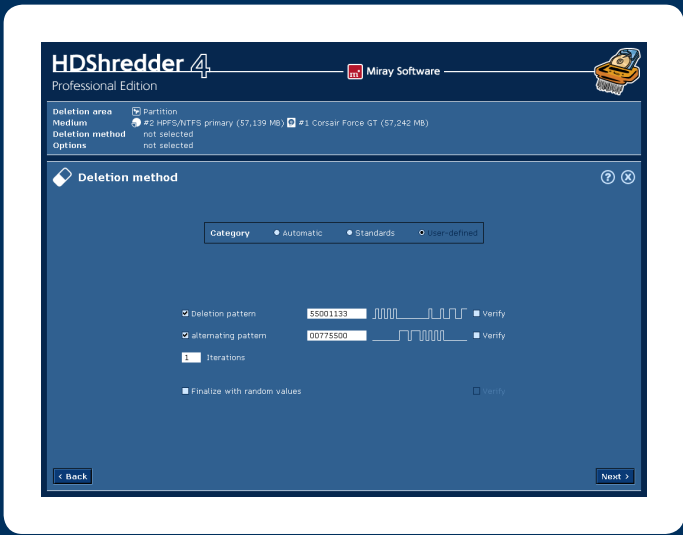 HDShredder 4
Miray Software
Professional Edition
Deletion area Partition
Medium #2 HPFS/NTFS primary (57,139 MB) #1 Corsair Force GT (57,242 MB)
Deletion method not selected
Options not selected
Deletion method
Category Automatic Standards User-defined
Deletion pattern 55001133 Verify
alternating pattern 00775500 Verify
1 Iterations
Finalize with random values Verify
< Back Next >